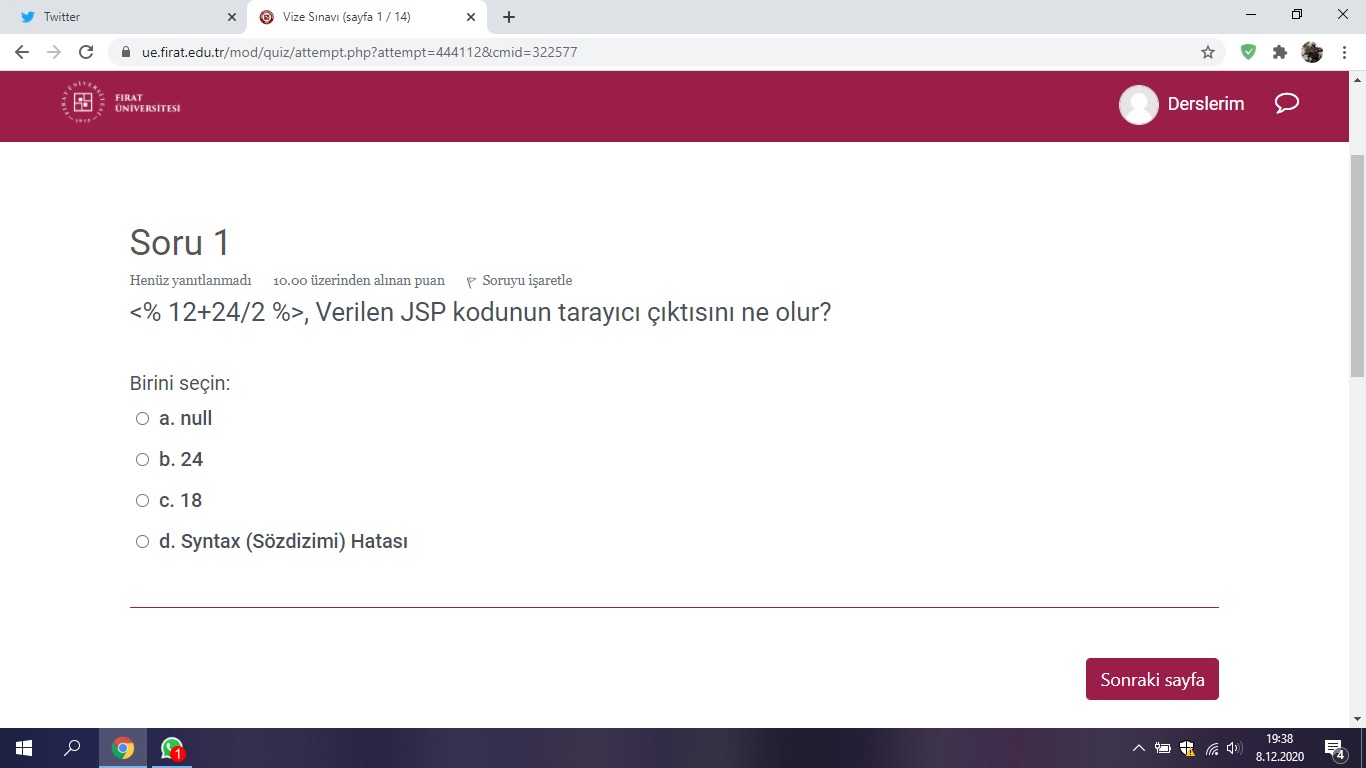 Twitter
Vize Sınavı (sayfa 1 / 14)
ue.firat.edu.tr/mod/quiz/attempt.php?attempt=444112&cmid=322577
FIRAT
ÜNİVERSİTESİ
Derslerim
Soru 1
Henüz yanıtlanmadı 10.00 üzerinden alınan puan Soruyu işaretle
<% 12+24/2 %>, Verilen JSP kodunun tarayıcı çıktısını ne olur?
Birini seçin:
a. null
b. 24
c. 18
d. Syntax (Sözdizimi) Hatası
Sonraki sayfa
1
19:38
8.12.2020
4